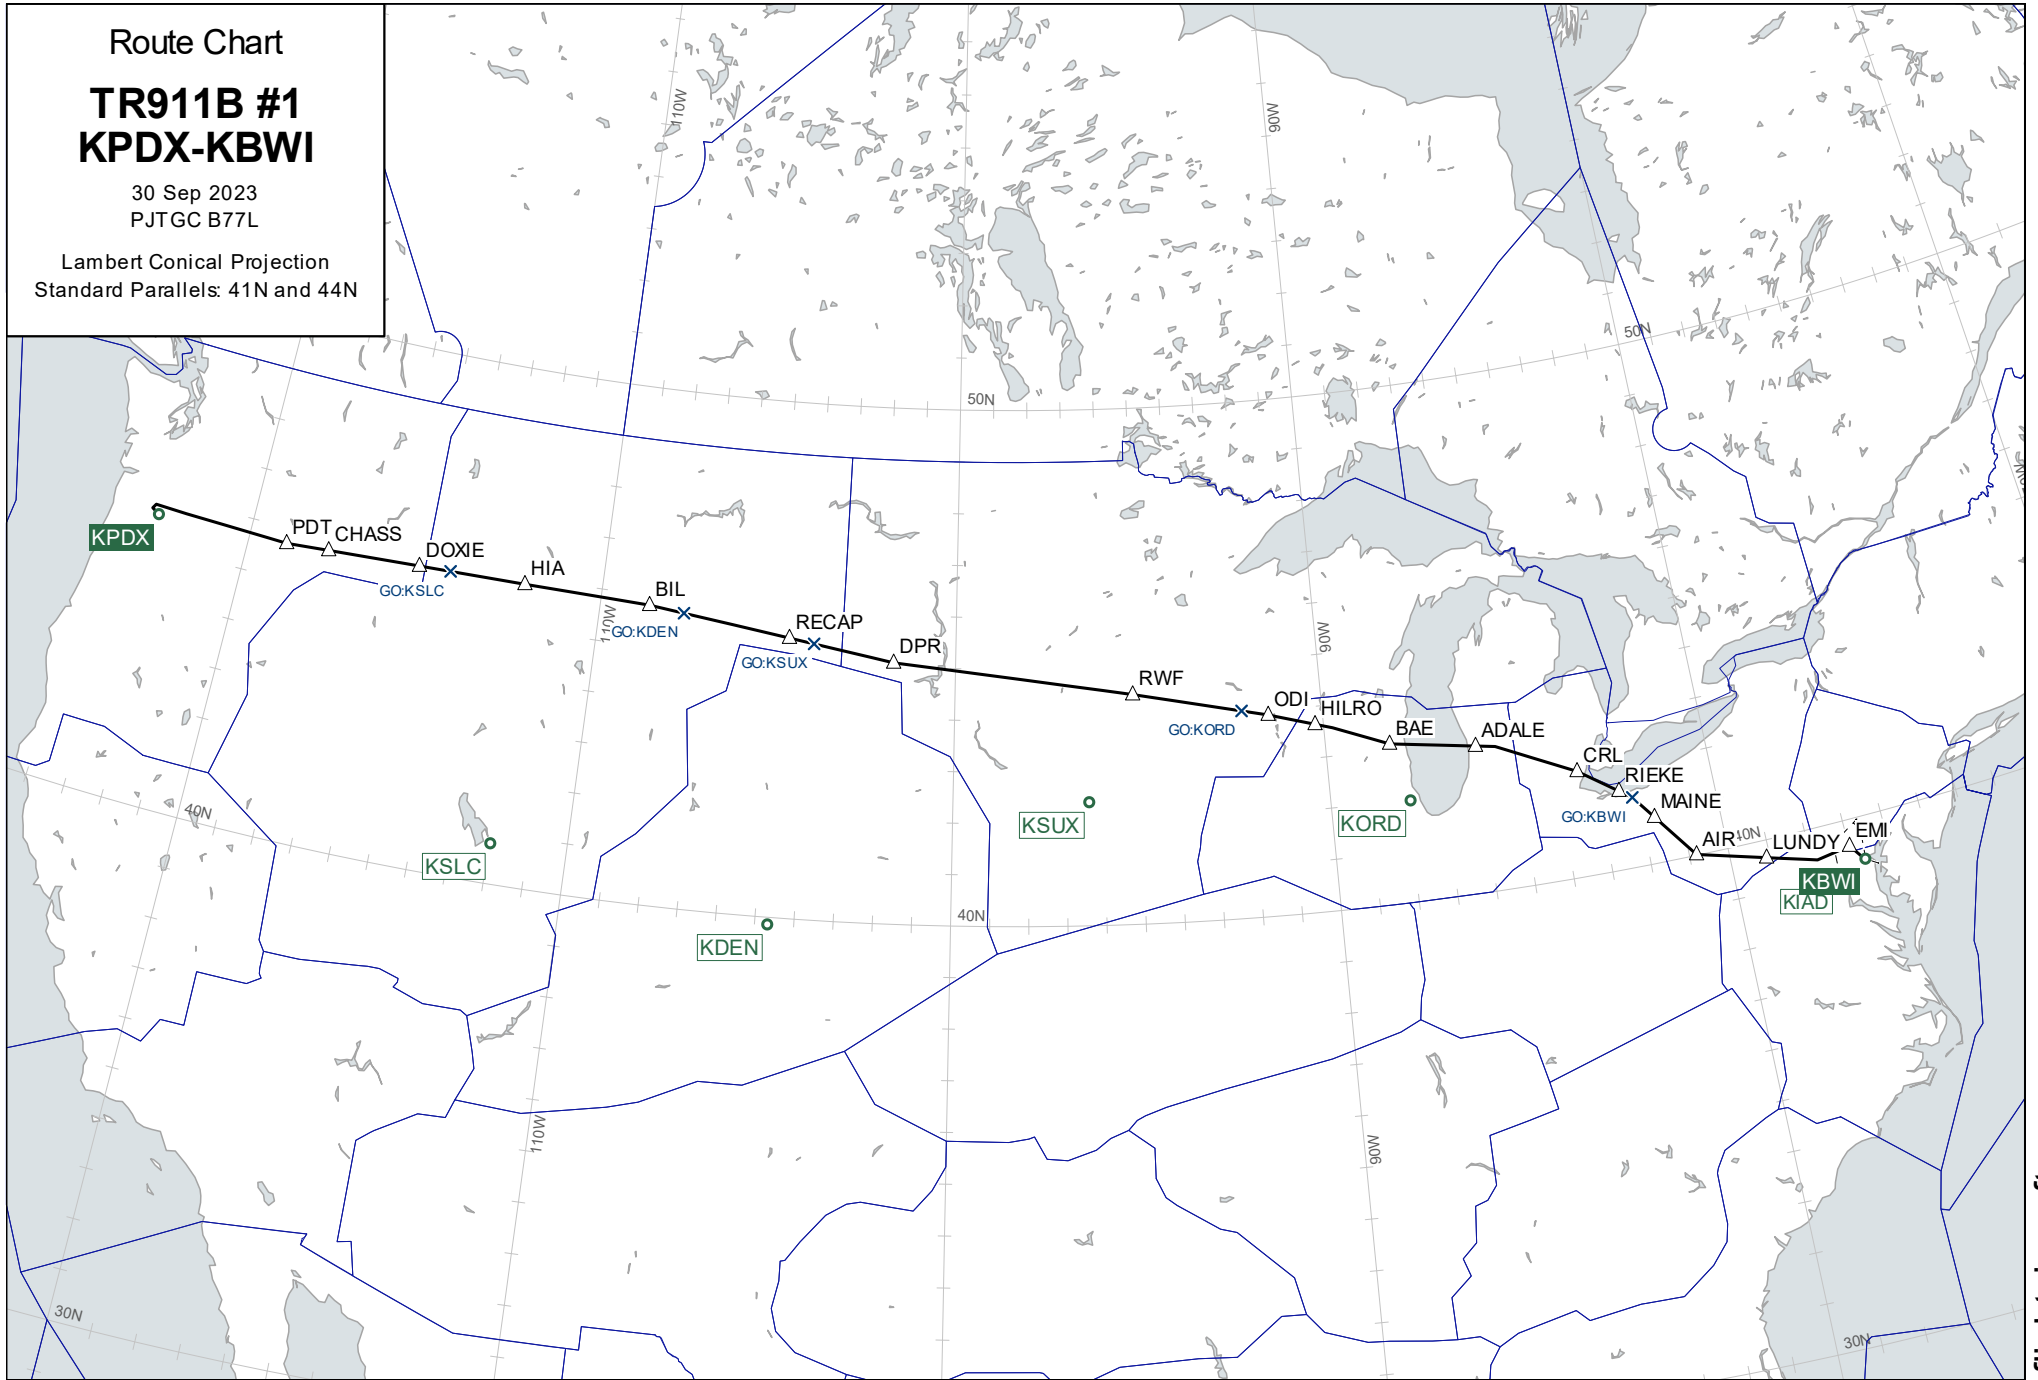 Route Chart
TR911B #1
KPDX-KBWI
30 Sep 2023
PJTGC B77L
Lambert Conical Projection
Standard Parallels: 41N and 44N
110W
90W
50N
50N
KPDX
PDT
CHASS
DOXIE
GO:KSLC
HIA
BIL
GO:KDEN
110W
RECAP
GO:KSUX
DPR
RWF
GO:KORD
ODI
HILRO
90W
BAE
ADALE
CRL
RIEKE
GO:KBWI
MAINE
AIR
40N
LUNDY
EMI
KBWI
KIAD
40N
KSLC
KDEN
40N
KSUX
KORD
110W
90W
30N
30N